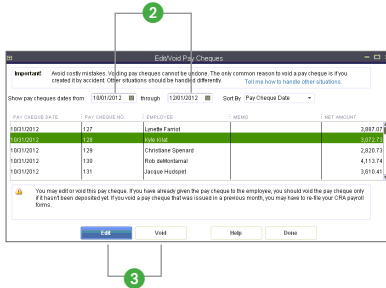 2
Edit/Void Pay Cheques
Important! Avoid costly mistakes. Voiding pay cheques cannot be undone. The only common reason to void a pay cheque is if you
created it by accident. Other situations should be handled differently. Tell me how to handle other situations.
Show pay cheques dates from 10/01/2012 through 12/01/2012 Sort By Pay Cheque Date
PAY CHEQUE DATE PAY CHEQUE NO. EMPLOYEE MEMO NET AMOUNT
10/31/2012 127 Lynette Farriot 3,867.07
10/31/2012 128 Kyle Kilat 3,072.73
10/31/2012 129 Christiane Spenard 2,820.73
10/31/2012 130 Rob deMontarnal 4,113.74
10/31/2012 131 Jacque Hudspet 3,610.41
You may edit or void this pay cheque. If you have already given the pay cheque to the employee, you should void the pay cheque only
if it hasn't been deposited yet. If you void a pay cheque that was issued in a previous month, you may have to re-file your CRA payroll
forms.
Edit Void Help Done
3